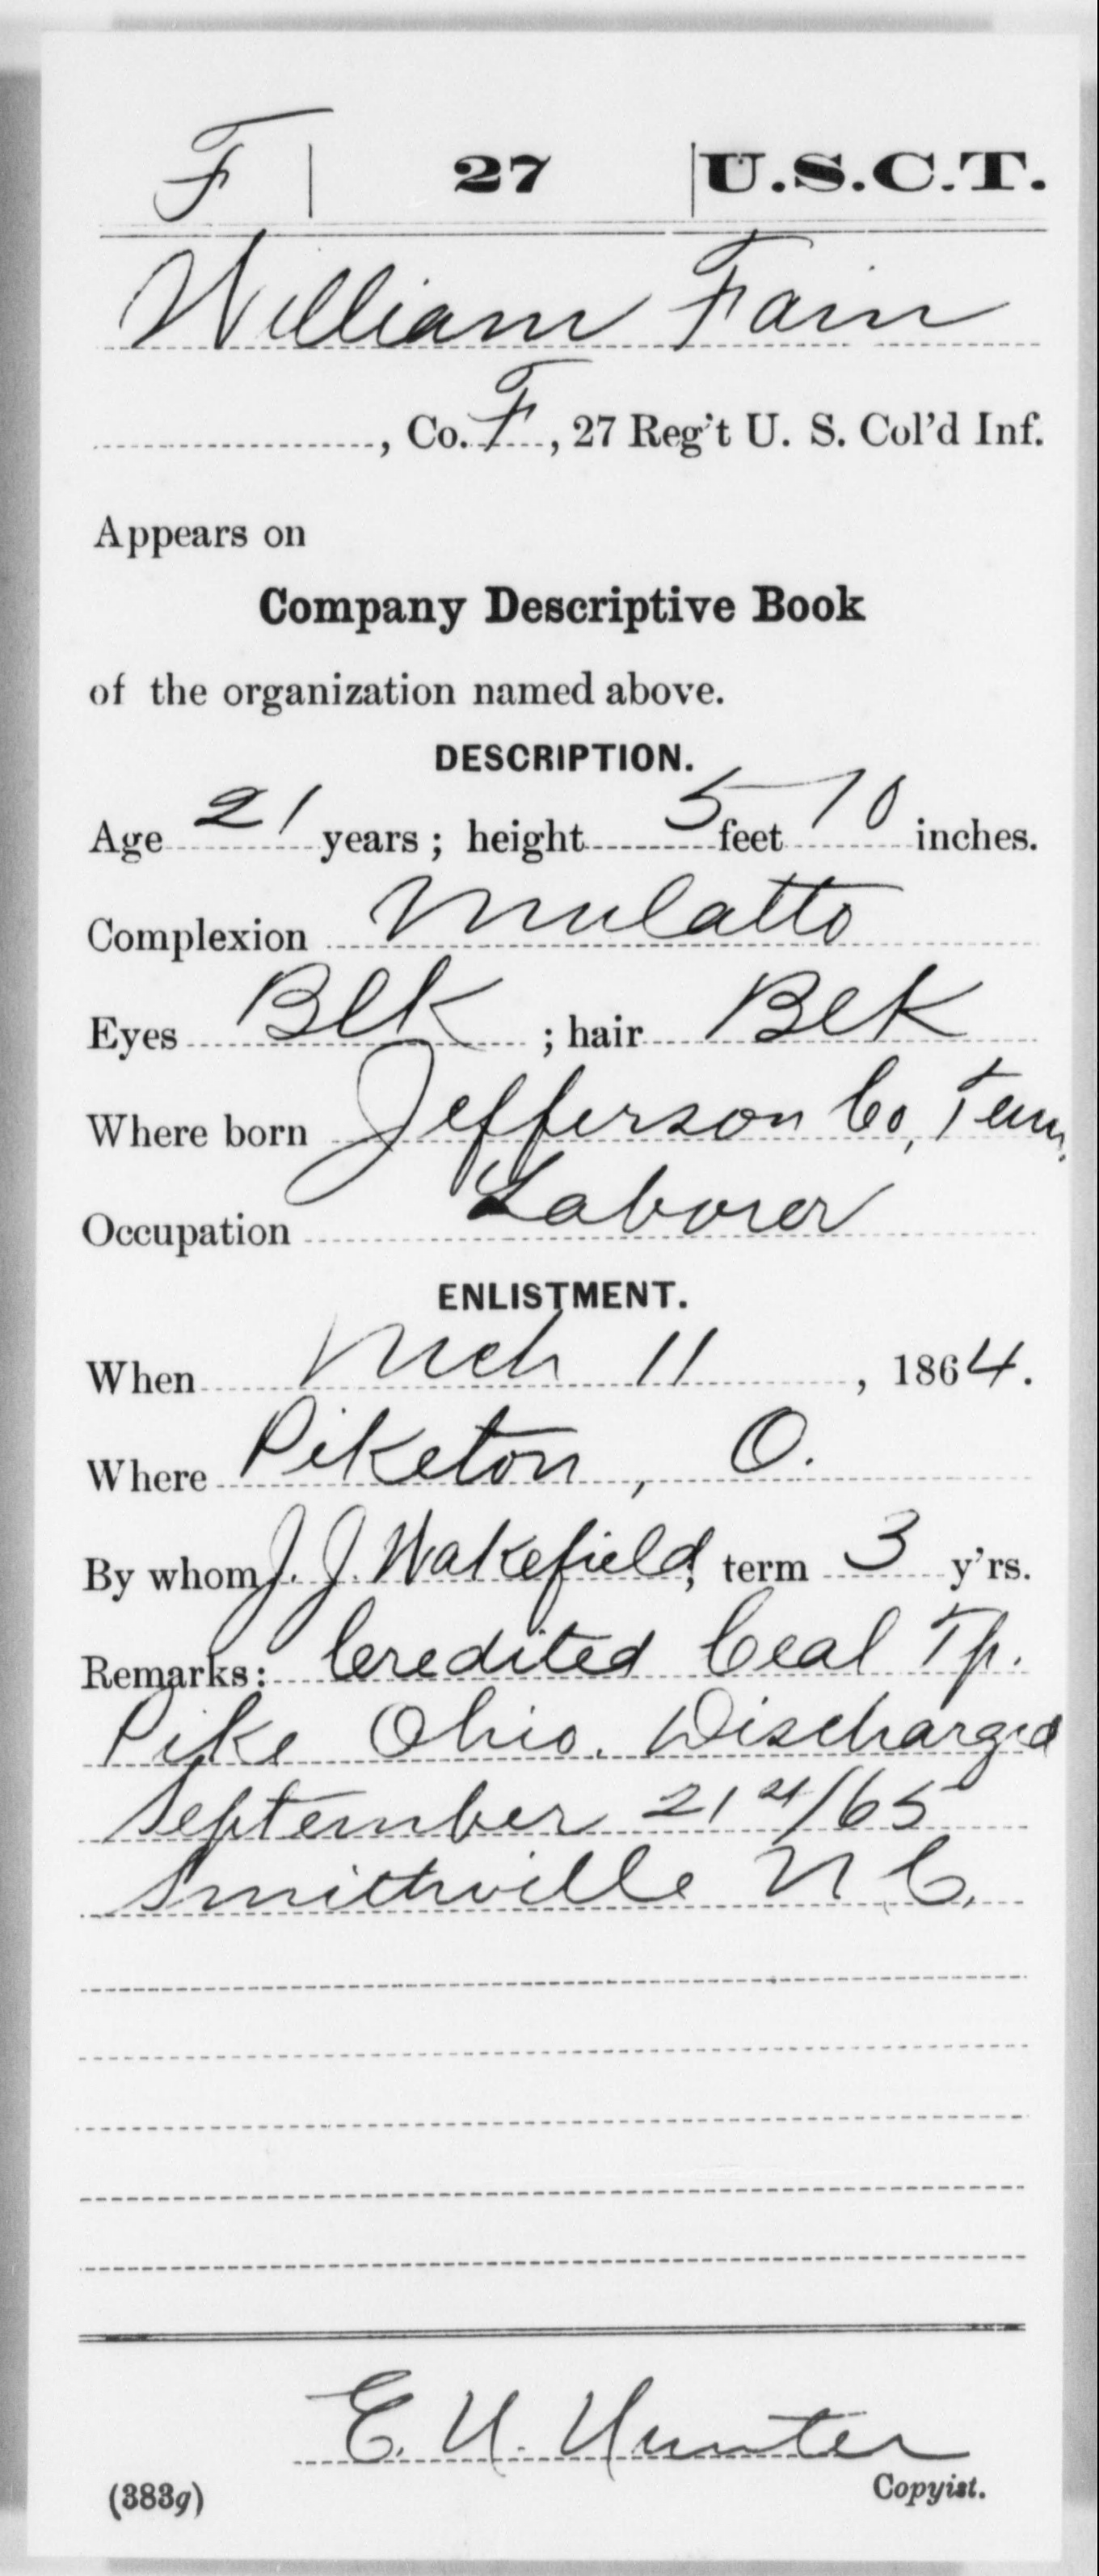 F | 27 | U.S.C.T.
William Fain
, Co. F, 27 Reg't U. S. Col'd Inf.
Appears on
Company Descriptive Book
of the organization named above.
DESCRIPTION.
Age 21 years; height 5 feet 10 inches.
Complexion Mulatto
Eyes Blk; hair Blk
Where born Jefferson Co, Tenn.
Occupation Laborer
ENLISTMENT.
When Mch 11, 1864.
Where Piketon, O.
By whom J. J. Wakefield; term 3 y'rs.
Remarks: Credited Ceal Tp.
Pike Ohio. Discharged
September 21st/65
Smithville N C.
E. H. Hunter
Copyist.
(383g)